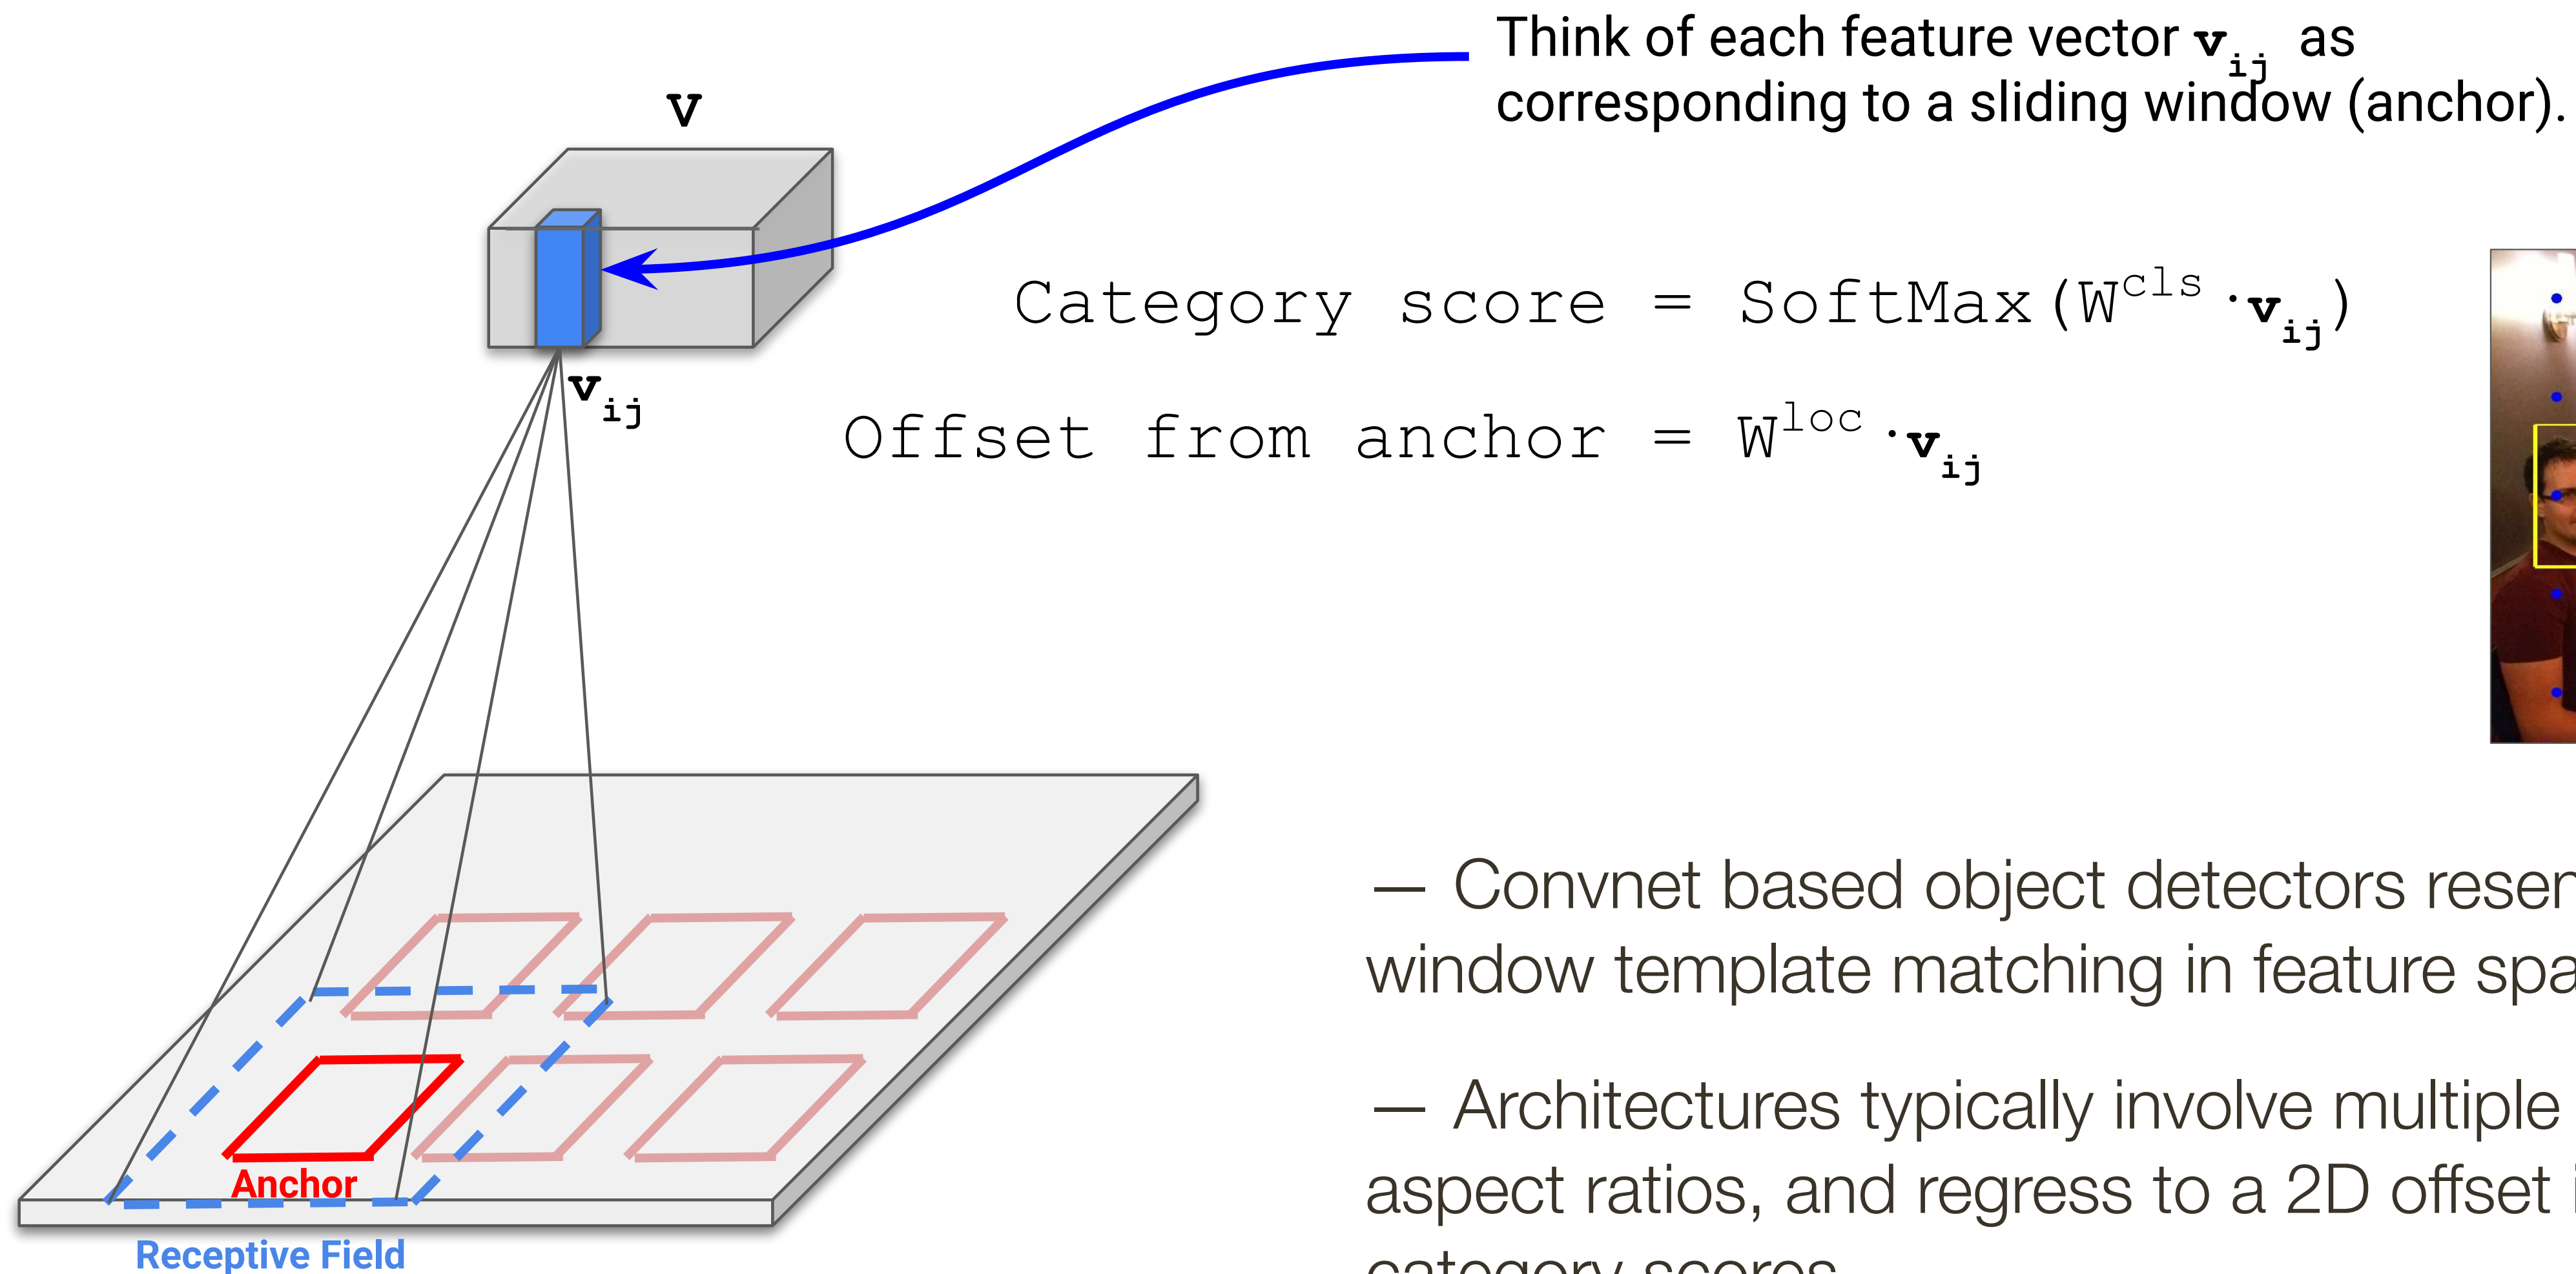 Think of each feature vector v_ij as
corresponding to a sliding window (anchor).
v
Category score = SoftMax(W^cls · v_ij)
v_ij
Offset from anchor = W^loc · v_ij
— Convnet based object detectors
window template matching in feature
— Architectures typically involve multiple
aspect ratios, and regress to a 2D offset
category scores
Anchor
Receptive Field